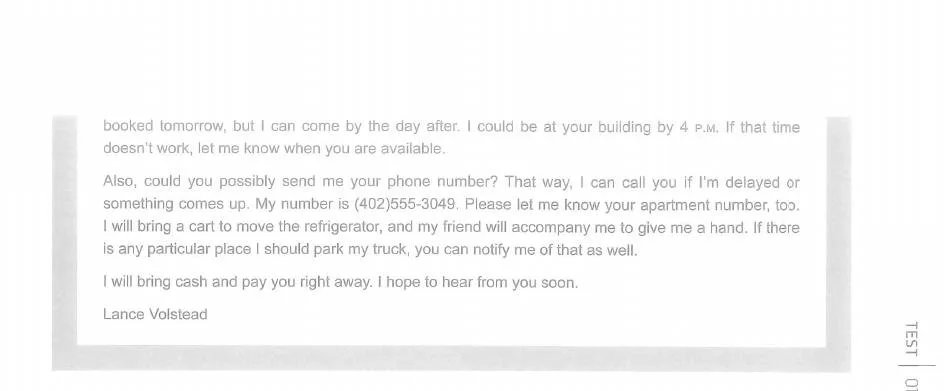 booked tomorrow, but I can come by the day after. I could be at your building by 4 P.M. If that time
doesn't work, let me know when you are available.
Also, could you possibly send me your phone number? That way, I can call you if I'm delayed or
something comes up. My number is (402)555-3049. Please let me know your apartment number, too.
I will bring a cart to move the refrigerator, and my friend will accompany me to give me a hand. If there
is any particular place I should park my truck, you can notify me of that as well.
I will bring cash and pay you right away. I hope to hear from you soon.
Lance Volstead
TEST